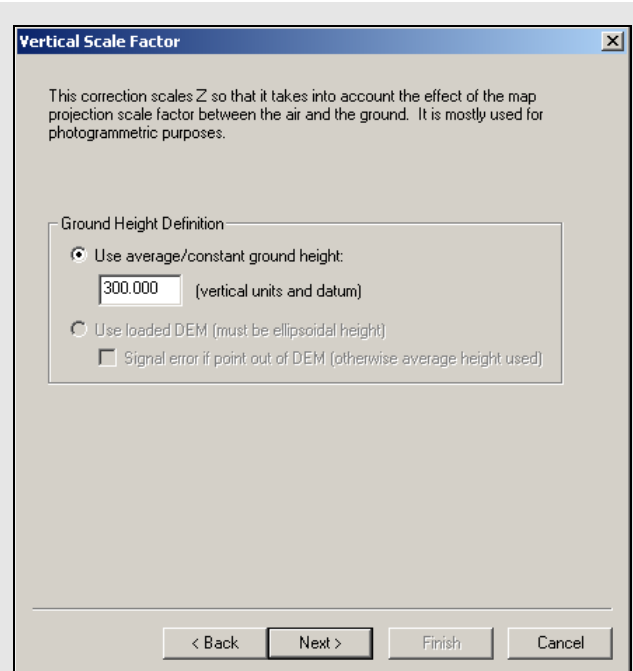 Vertical Scale Factor
This correction scales Z so that it takes into account the effect of the map
projection scale factor between the air and the ground. It is mostly used for
photogrammetric purposes.
Ground Height Definition
Use average/constant ground height:
300.000 (vertical units and datum)
Use loaded DEM (must be ellipsoidal height)
Signal error if point out of DEM (otherwise average height used)
< Back Next > Finish Cancel